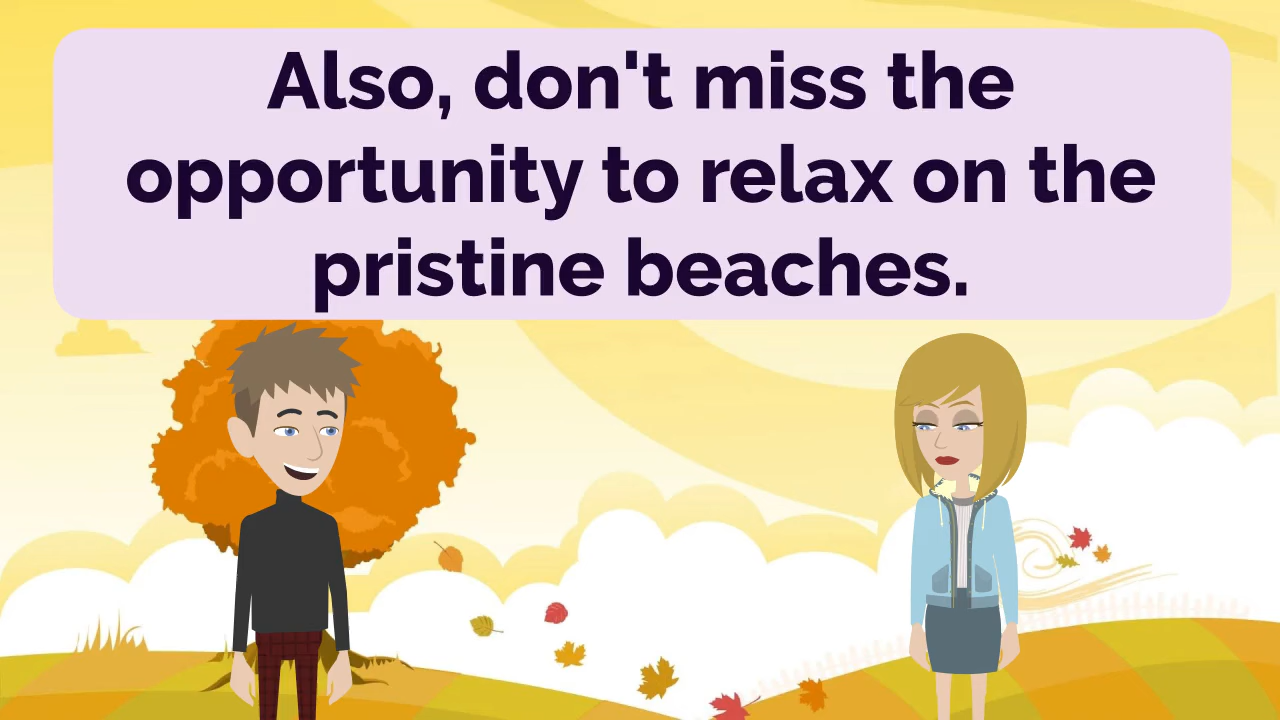 Also, don't miss the
opportunity to relax on the
pristine beaches.